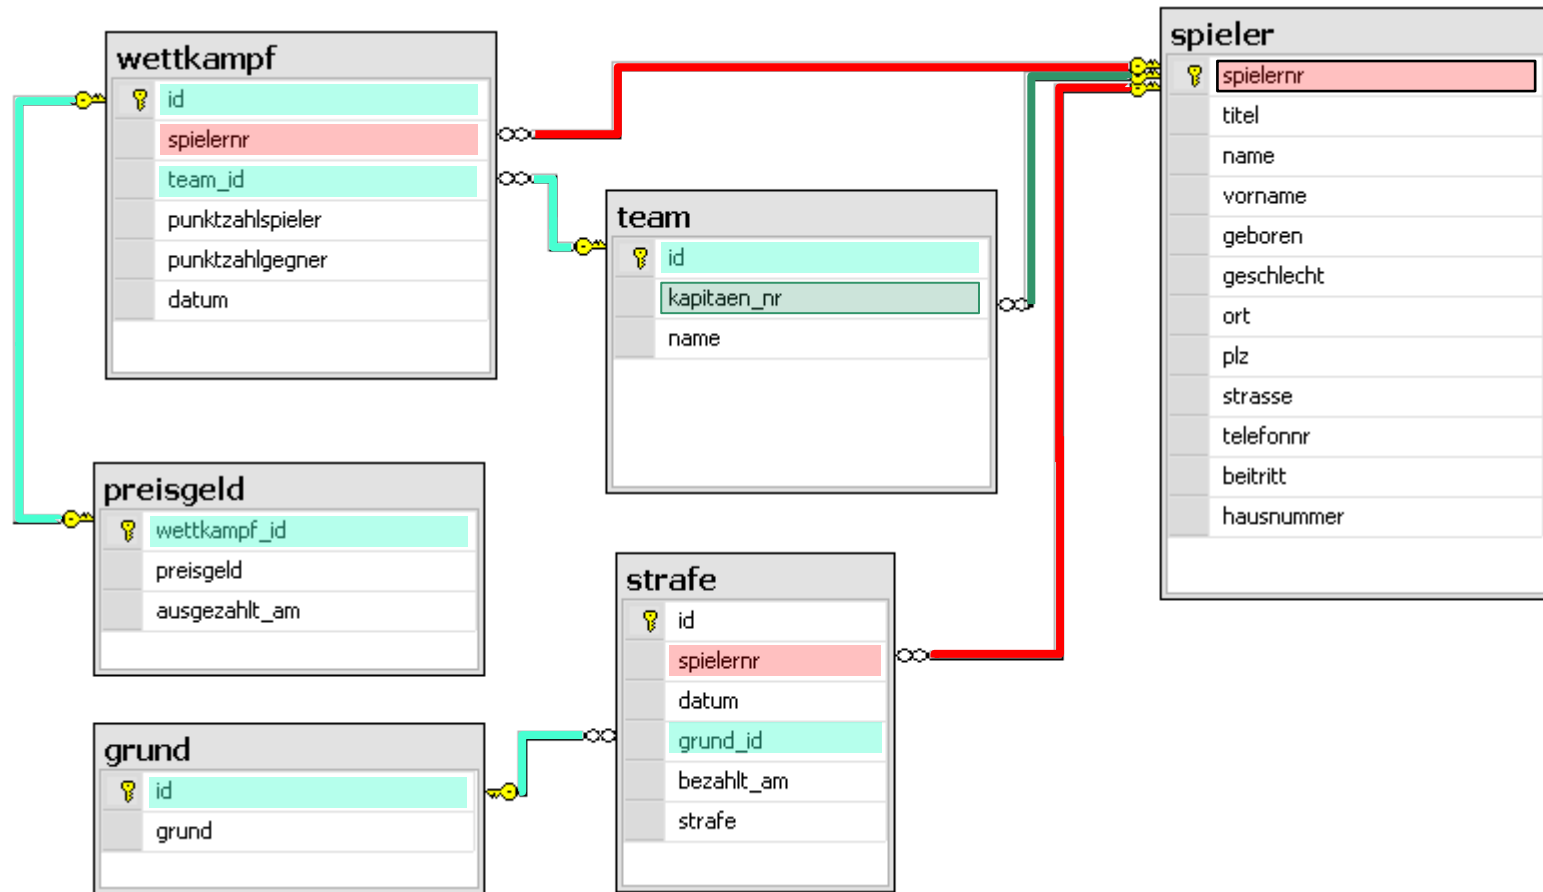 wettkampf
id
spielernr
team_id
punktzahlspieler
punktzahlgegner
datum
team
id
kapitaen_nr
name
spieler
spielernr
titel
name
vorname
geboren
geschlecht
ort
plz
strasse
telefonnr
beitritt
hausnummer
preisgeld
wettkampf_id
preisgeld
ausgezahlt_am
strafe
id
spielernr
datum
grund_id
bezahlt_am
strafe
grund
id
grund